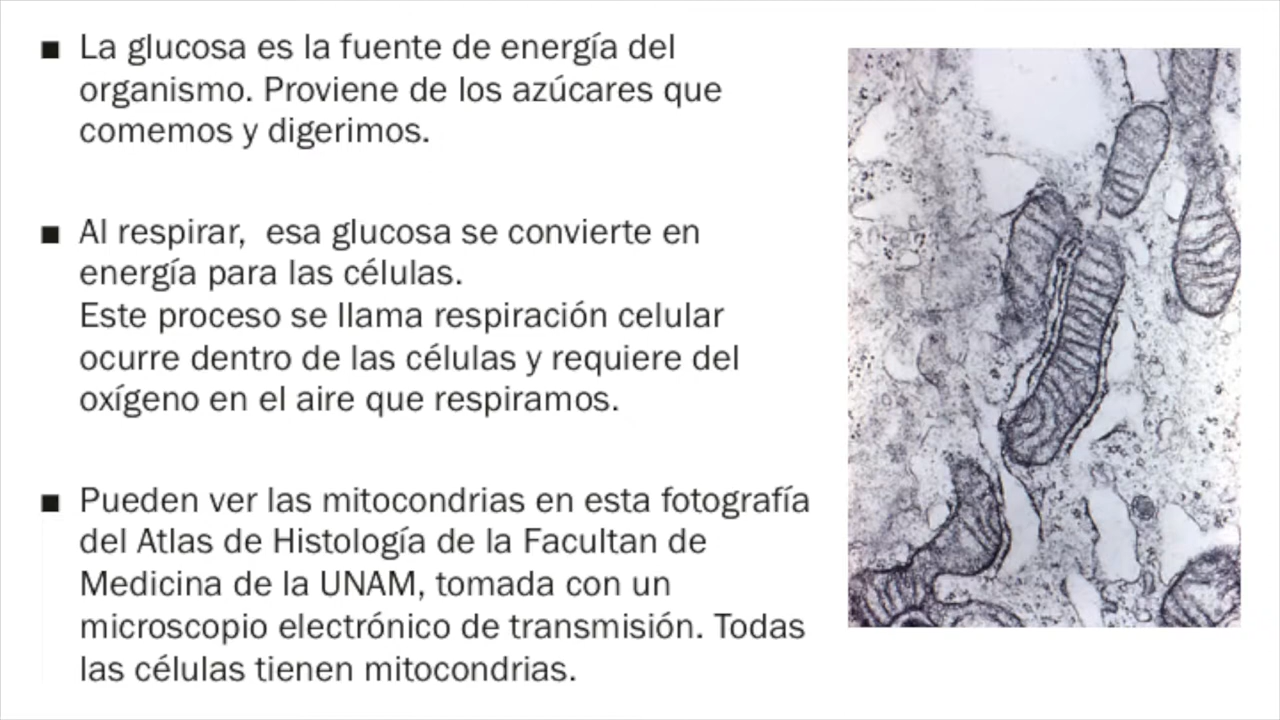 ■ La glucosa es la fuente de energía del
organismo. Proviene de los azúcares que
comemos y digerimos.
■ Al respirar,  esa glucosa se convierte en
energía para las células.
Este proceso se llama respiración celular
ocurre dentro de las células y requiere del
oxígeno en el aire que respiramos.
■ Pueden ver las mitocondrias en esta fotografía
del Atlas de Histología de la Facultan de
Medicina de la UNAM, tomada con un
microscopio electrónico de transmisión. Todas
las células tienen mitocondrias.